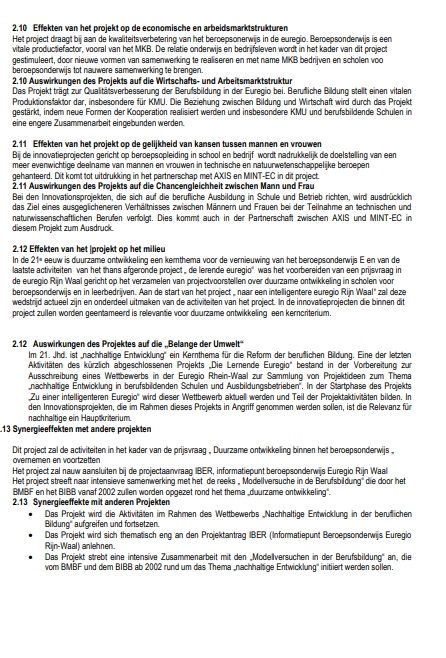 2.10 Effekten van het projekt op de economische en arbeidsmarktstrukturen
Het project draagt bij aan de kwaliteitsverbetering van het beroepsonerwijs in de euregio. Beroepsonderwijs is een
vitale productiefactor, vooral van het MKB. De relatie onderwijs en bedrijfsleven wordt in het kader van dit project
gestimuleert, door nieuwe vormen van samenwerking te realiseren en met name MKB bedrijven en scholen voo
beroepsonderwijs tot nauwere samenwerking te brengen.
2.10 Auswirkungen des Projekts auf die Wirtschafts- und Arbeitsmarktstruktur
Das Projekt trägt zur Qualitätsverbesserung der Berufsbildung in der Euregio bei. Berufliche Bildung stellt einen vitalen
Produktionsfaktor dar, insbesondere für KMU. Die Beziehung zwischen Bildung und Wirtschaft wird durch das Projekt
gestärkt, indem neue Formen der Kooperation realisiert werden und insbesondere KMU und berufsbildende Schulen in
eine engere Zusammenarbeit eingebunden werden.
2.11 Effekten van het projekt op de gelijkheid van kansen tussen mannen en vrouwen
Bij de innovatieprojecten gericht op beroepsopleiding in school en bedrijf wordt nadrukkelijk de doelstelling van een
meer evenwichtige deelname van mannen en vrouwen in technische en natuurwetenschappelijke beroepen
gehanteerd. Dit komt tot uitdrukking in het partnerschap met AXIS en MINT-EC in dit project.
2.11 Auswirkungen des Projekts auf die Chancengleichheit zwischen Mann und Frau
Bei den Innovationsprojekten, die sich auf die berufliche Ausbildung in Schule und Betrieb richten, wird ausdrücklich
das Ziel eines ausgeglicheneren Verhältnisses zwischen Männern und Frauen bei der Teilnahme an technischen und
naturwissenschaftlichen Berufen verfolgt. Dies kommt auch in der Partnerschaft zwischen AXIS und MINT-EC in
diesem Projekt zum Ausdruck.
2.12 Effekten van het |projekt op het milieu
In de 21e eeuw is duurzame ontwikkeling een kernthema voor de vernieuwing van het beroepsonderwijs E en van de
laatste activiteiten van het thans afgeronde project „ de lerende euregio“ was het voorbereiden van een prijsvraag in
de euregio Rijn Waal gericht op het verzamelen van projectvoorstellen over duurzame ontwikkeling in scholen voor
beroepsonderwijs en in leerbedrijven. Aan de start van het project „ naar een intelligentere euregio Rijn Waal“ zal deze
wedstrijd actueel zijn en onderdeel uitmaken van de activiteiten van het project. In de innovatieprojecten die binnen dit
project zullen worden geentameerd is relevantie voor duurzame ontwikkeling een kerncriterium.
2.12 Auswirkungen des Projektes auf die „Belange der Umwelt“
Im 21. Jhd. ist „nachhaltige Entwicklung“ ein Kernthema für die Reform der beruflichen Bildung. Eine der letzten
Aktivitäten des kürzlich abgeschlossenen Projekts „Die Lernende Euregio“ bestand in der Vorbereitung zur
Ausschreibung eines Wettbewerbs in der Euregio Rhein-Waal zur Sammlung von Projektideen zum Thema
„nachhaltige Entwicklung in berufsbildenden Schulen und Ausbildungsbetrieben“. In der Startphase des Projekts
„Zu einer intelligenteren Euregio“ wird dieser Wettbewerb aktuell werden und Teil der Projektaktivitäten bilden. In
den Innovationsprojekten, die im Rahmen dieses Projekts in Angriff genommen werden sollen, ist die Relevanz für
nachhaltige ein Hauptkriterium.
.13 Synergieeffekten met andere projekten
Dit project zal de activiteiten in het kader van de prijsvraag „ Duurzame ontwikkeling binnen het beroepsonderwijs „
overnemen en voortzetten
Het project zal nauw aansluiten bij de projectaanvraag IBER, informatiepunt beroepsonderwijs Euregio Rijn Waal
Het project streeft naar intensieve samenwerking met het de reeks „ Modellversuche in de Berufsbildung“ die door het
BMBF en het BIBB vanaf 2002 zullen worden opgezet rond het thema „duurzame ontwikkeling“.
2.13 Synergieeffekte mit anderen Projekten
• Das Projekt wird die Aktivitäten im Rahmen des Wettbewerbs „Nachhaltige Entwicklung in der beruflichen
Bildung“ aufgreifen und fortsetzen.
• Das Projekt wird sich thematisch eng an den Projektantrag IBER (Informatiepunt Beroepsonderwijs Euregio
Rijn-Waal) anlehnen.
• Das Projekt strebt eine intensive Zusammenarbeit mit den „Modellversuchen in der Berufsbildung“ an, die
vom BMBF und dem BIBB ab 2002 rund um das Thema „nachhaltige Entwicklung“ initiiert werden sollen.